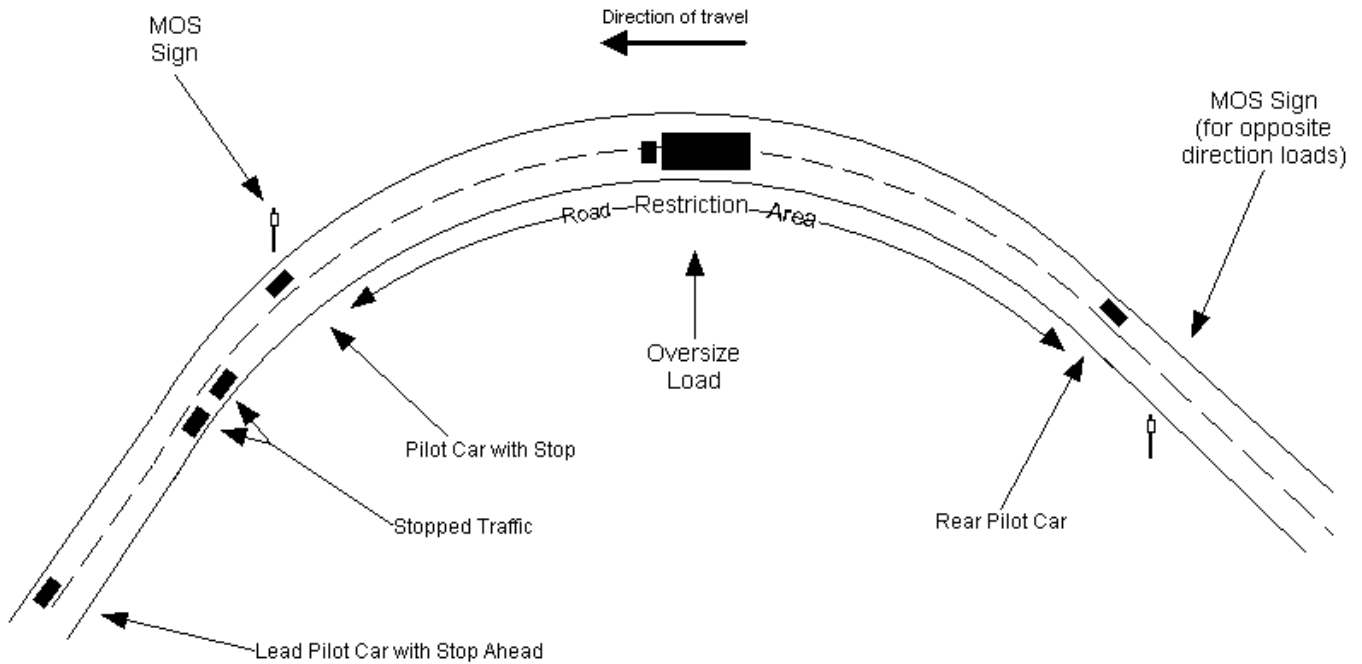 Direction of travel
MOS
Sign
MOS Sign
(for opposite
direction loads)
Road Restriction Area
Oversize
Load
Pilot Car with Stop
Stopped Traffic
Rear Pilot Car
Lead Pilot Car with Stop Ahead